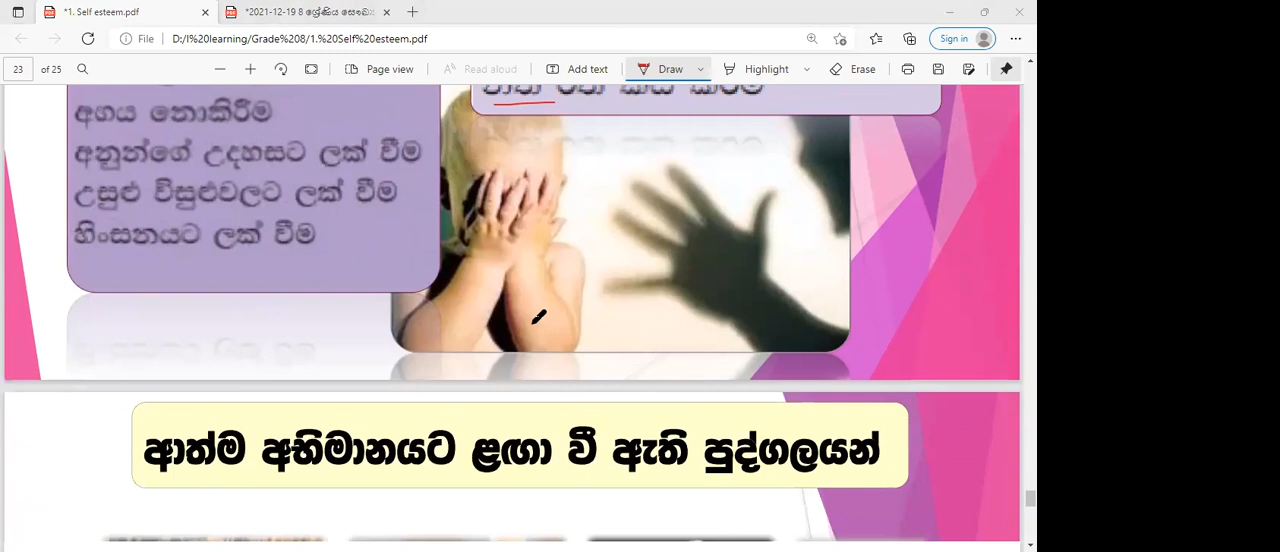 *1. Self esteem.pdf
*2021-12-19 8 ශ්‍රේණිය සෞඛ්‍ය
File D:/I%20learning/Grade%208/1.%20Self%20esteem.pdf
Sign in
23 of 25
Page view
Read aloud
Add text
Draw
Highlight
Erase
අගය නොකිරීම
අනුන්ගේ උදහසට ලක් වීම
උසුළු විසුළුවලට ලක් වීම
හිංසනයට ලක් වීම
ආත්ම අභිමානයට ළඟා වී ඇති පුද්ගලයන්